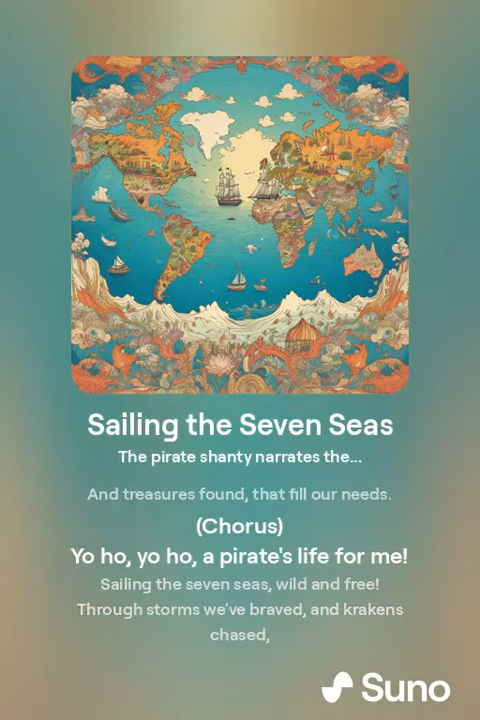 Sailing the Seven Seas
The pirate shanty narrates the...
And treasures found, that fill our needs.
(Chorus)
Yo ho, yo ho, a pirate's life for me!
Sailing the seven seas, wild and free!
Through storms we've braved, and krakens
chased,
Suno